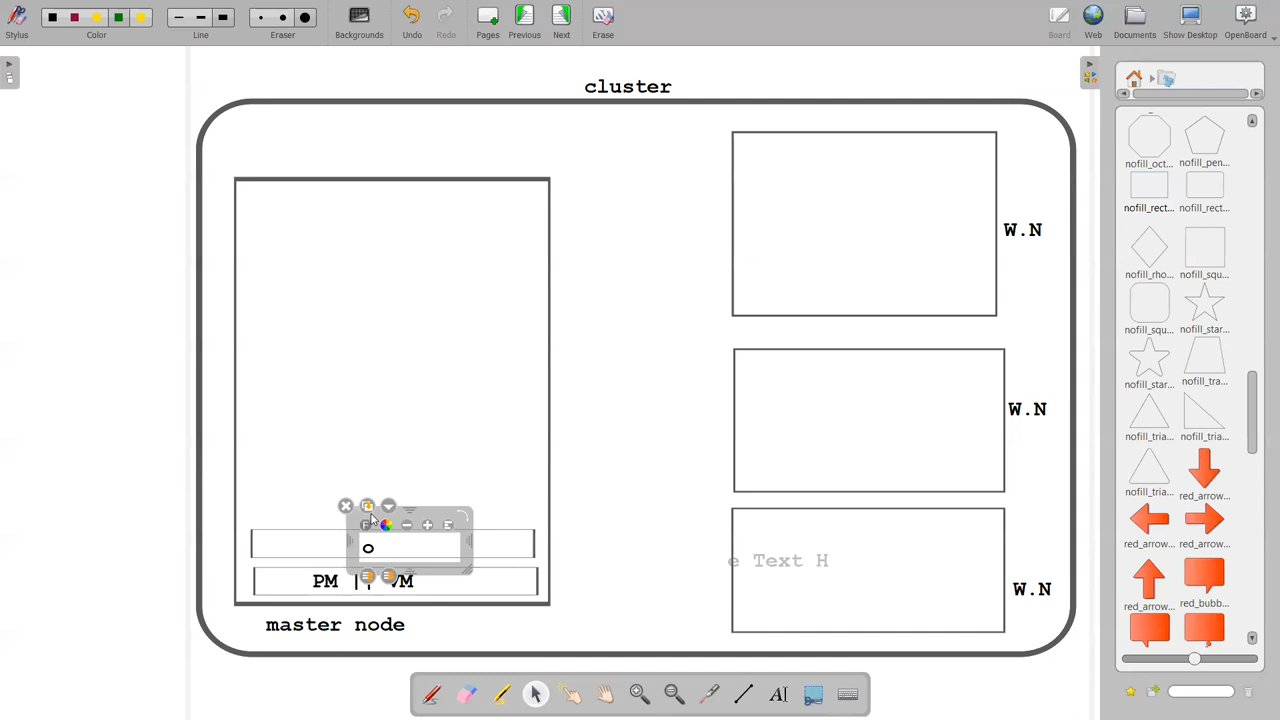 Stylus
Color
Line
Eraser
Backgrounds
Undo
Redo
Pages
Previous
Next
Erase
Board
Web
Documents
Show Desktop
OpenBoard
cluster
W.N
W.N
W.N
o
PM || VM
master node
e Text H
nofill_oct...
nofill_pen...
nofill_rect...
nofill_rect...
nofill_rho...
nofill_squ...
nofill_squ...
nofill_star...
nofill_star...
nofill_tra...
nofill_tria...
nofill_tria...
nofill_tria...
red_arrow...
red_arrow...
red_arrow...
red_arrow...
red_bubb...